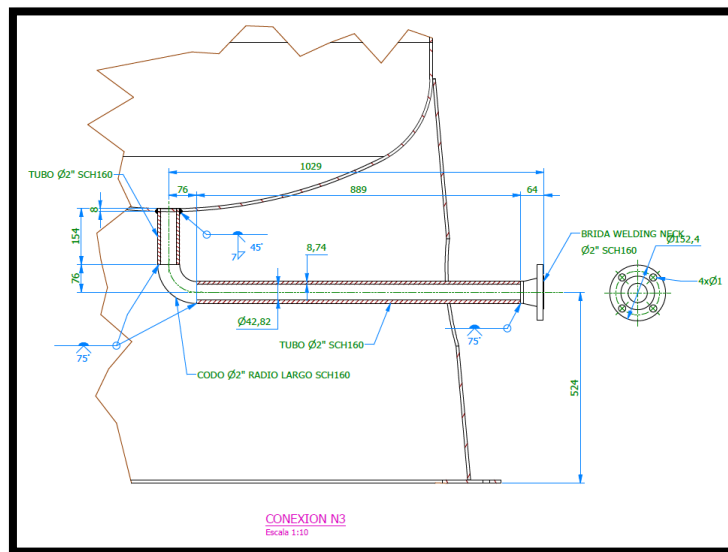 1029
TUBO Ø2" SCH160
76
889
64
8
BRIDA WELDING NECK
Ø2" SCH160
Ø152,4
154
45°
7
8,74
4xØ1
76
Ø42,82
TUBO Ø2" SCH160
75°
75°
CODO Ø2" RADIO LARGO SCH160
524
CONEXION N3
Escala 1:10